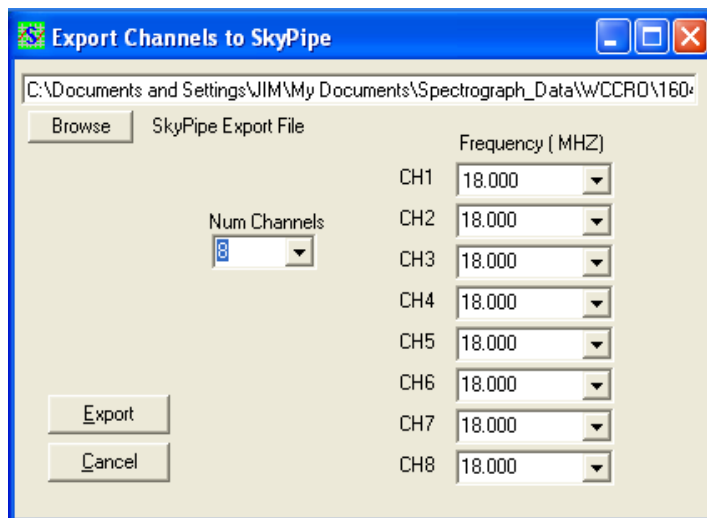 Export Channels to SkyPipe
C:\Documents and Settings\JIM\My Documents\Spectrograph_Data\WCCRO\160
Browse SkyPipe Export File
Frequency ( MHZ)
CH1 18.000
Num Channels
8
CH2 18.000
CH3 18.000
CH4 18.000
CH5 18.000
CH6 18.000
Export
CH7 18.000
Cancel
CH8 18.000